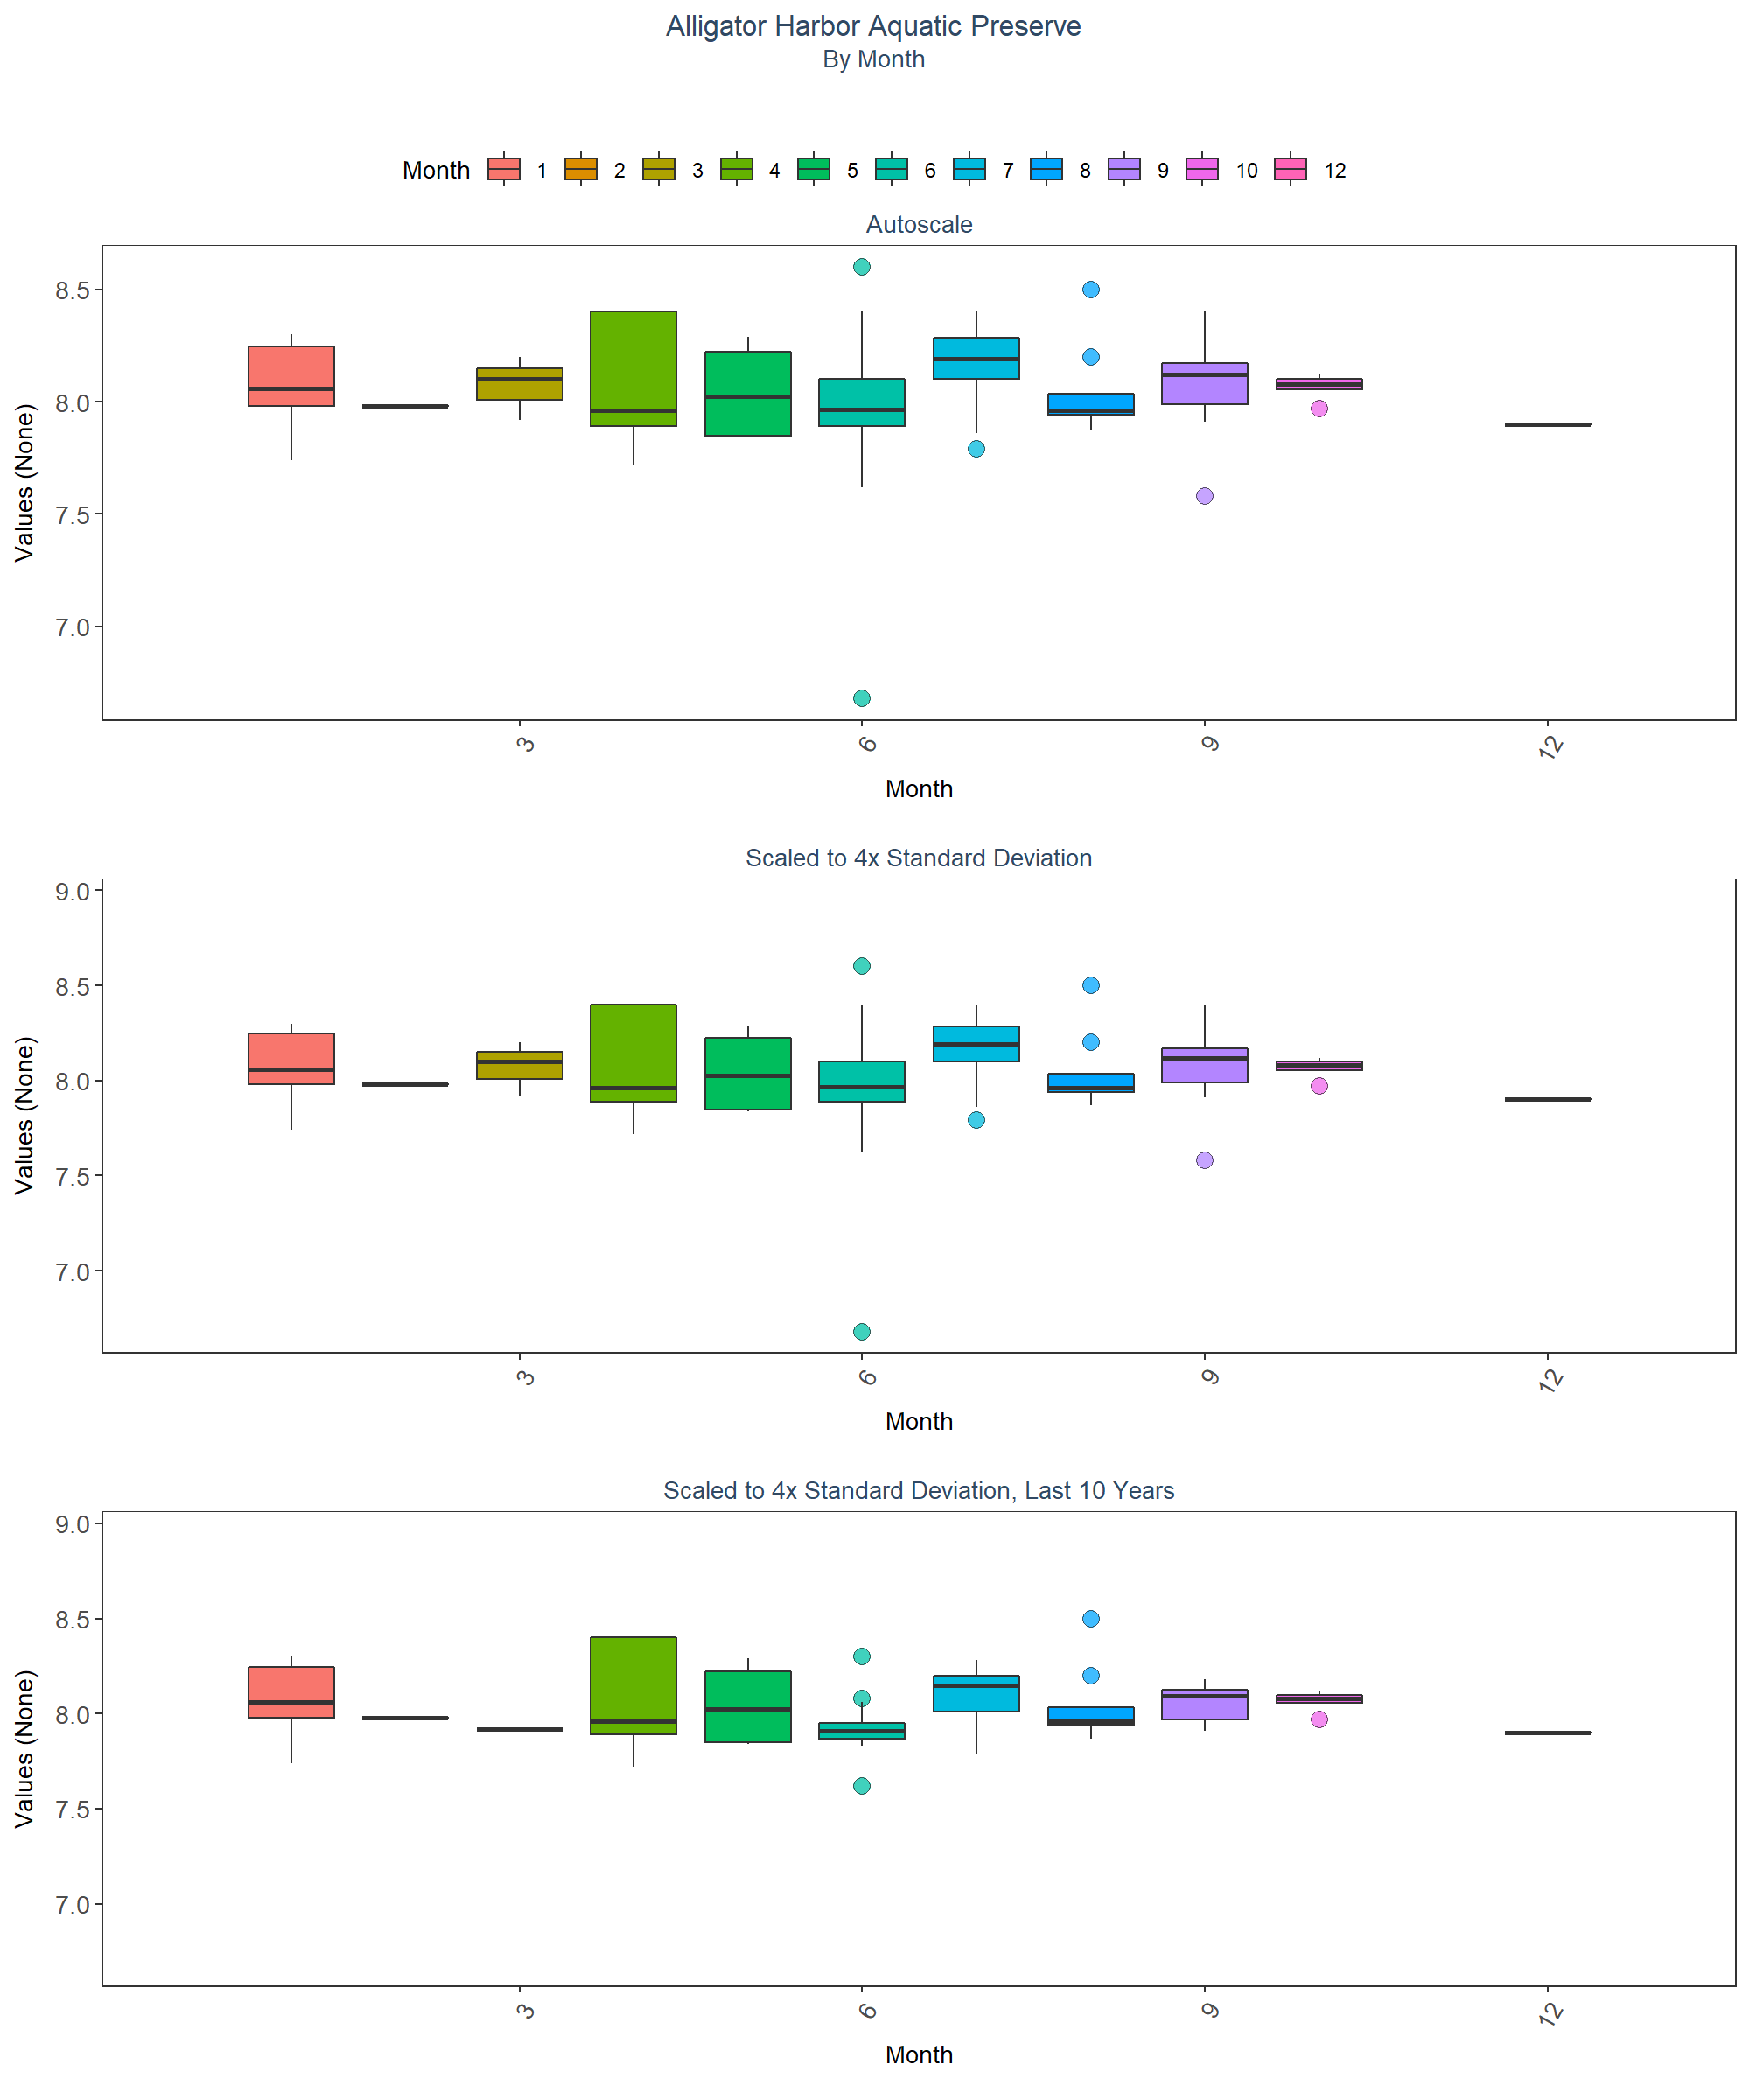 Alligator Harbor Aquatic Preserve
By Month
Month 1 2 3 4 5 6 7 8 9 10 12
Autoscale
Values (None)
8.5
8.0
7.5
7.0
3 6 9 12
Month
Scaled to 4x Standard Deviation
Values (None)
9.0
8.5
8.0
7.5
7.0
3 6 9 12
Month
Scaled to 4x Standard Deviation, Last 10 Years
Values (None)
9.0
8.5
8.0
7.5
7.0
3 6 9 12
Month